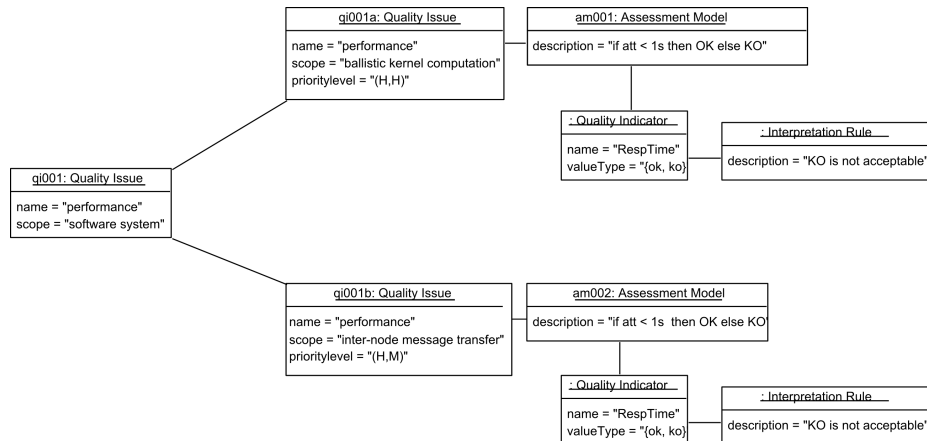 qi001a: Quality Issue
name = "performance"
scope = "ballistic kernel computation"
prioritylevel = "(H,H)"
am001: Assessment Model
description = "if att < 1s then OK else KO"
: Quality Indicator
name = "RespTime"
valueType = "{ok, ko}
: Interpretation Rule
description = "KO is not acceptable"
qi001: Quality Issue
name = "performance"
scope = "software system"
qi001b: Quality Issue
name = "performance"
scope = "inter-node message transfer"
prioritylevel = "(H,M)"
am002: Assessment Model
description = "if att < 1s then OK else KO"
: Quality Indicator
name = "RespTime"
valueType = "{ok, ko}
: Interpretation Rule
description = "KO is not acceptable"